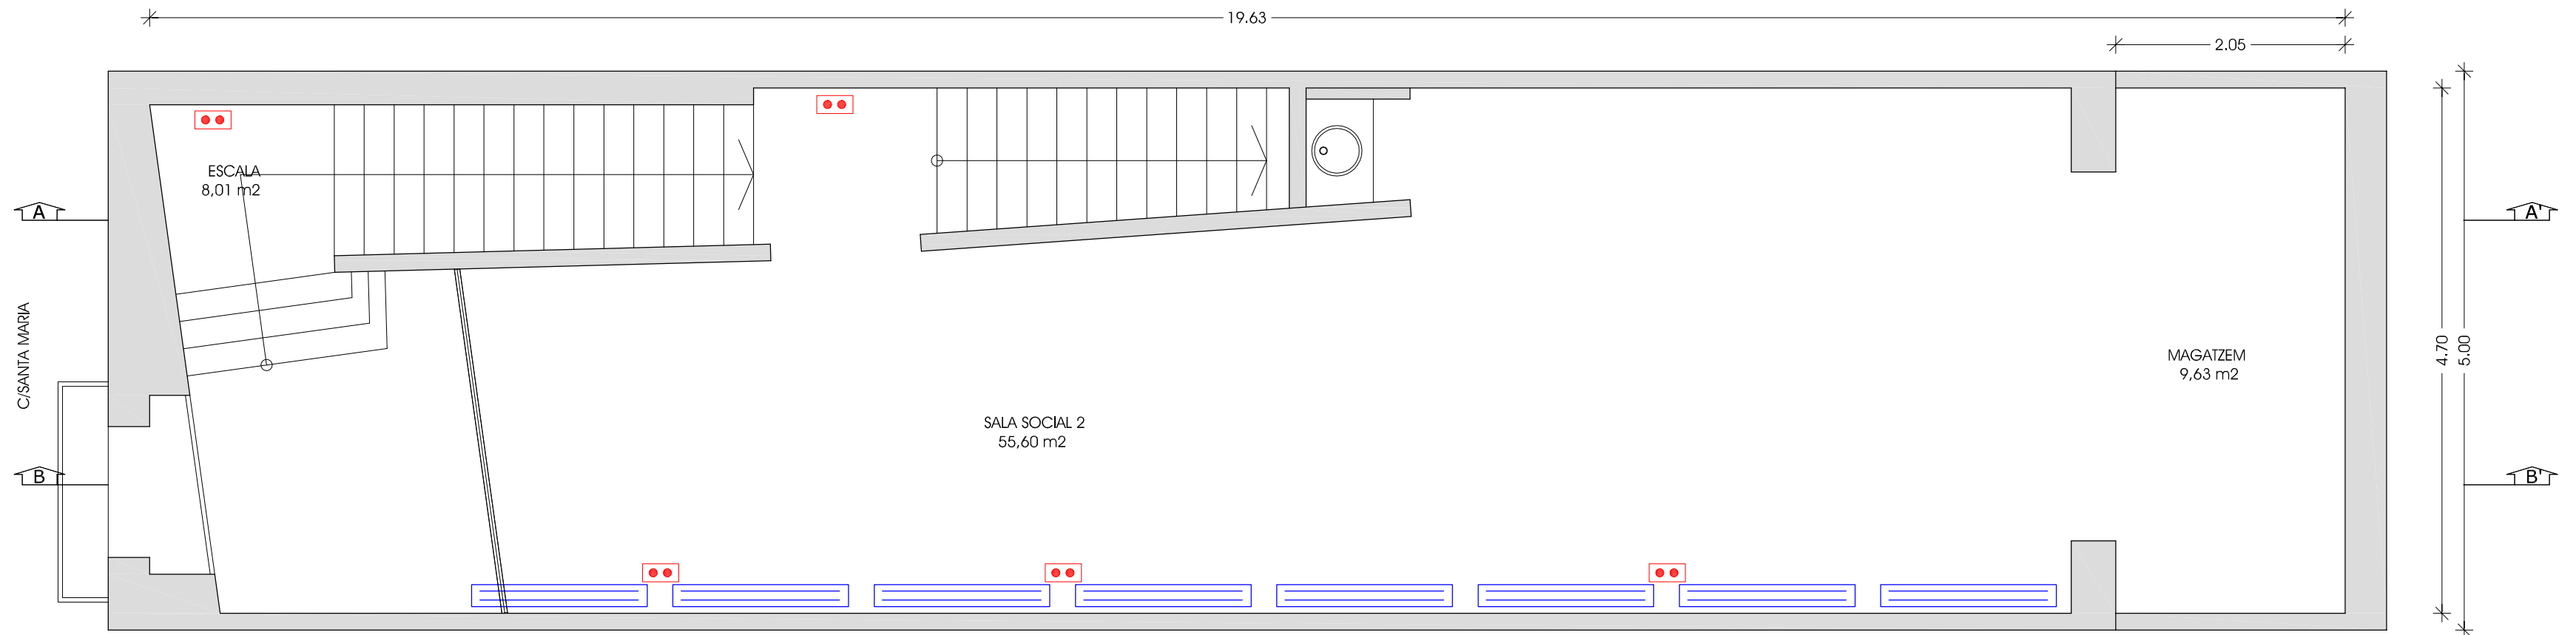 19.63
2.05
ESCALA
8,01 m2
A
A'
C/SANTA MARIA
4.70
5.00
MAGATZEM
9,63 m2
SALA SOCIAL 2
55,60 m2
B
B'